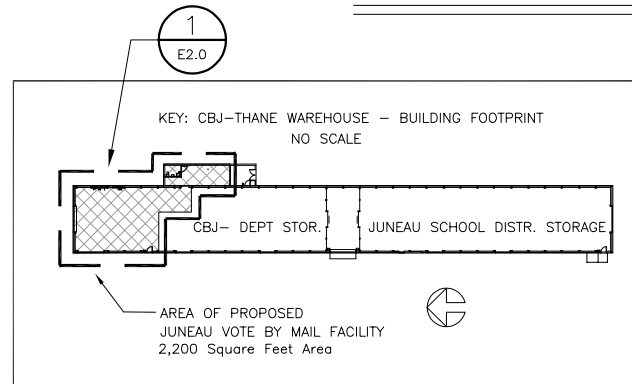 1
E2.0
KEY: CBJ-THANE WAREHOUSE - BUILDING FOOTPRINT
NO SCALE
CBJ- DEPT STOR.
JUNEAU SCHOOL DISTR. STORAGE
AREA OF PROPOSED
JUNEAU VOTE BY MAIL FACILITY
2,200 Square Feet Area